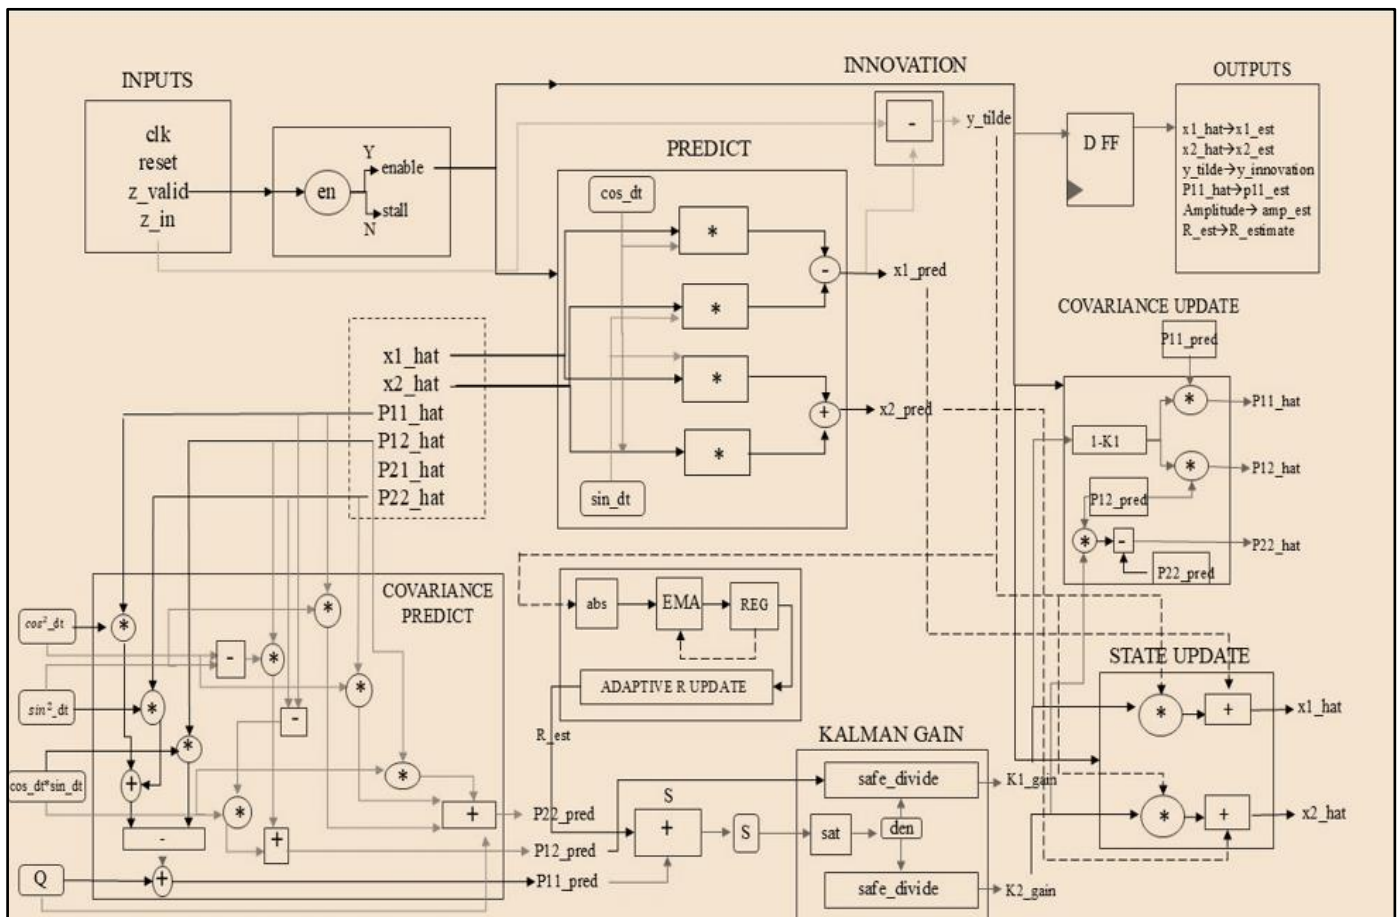 INPUTS
clk
reset
z_valid
z_in
en
Y
enable
stall
N
INNOVATION
-
y_tilde
D FF
OUTPUTS
x1_hat→x1_est
x2_hat→x2_est
y_tilde→y_innovation
P11_hat→p11_est
Amplitude→ amp_est
R_est→R_estimate
PREDICT
cos_dt
*
*
*
*
-
+
sin_dt
x1_pred
x2_pred
x1_hat
x2_hat
P11_hat
P12_hat
P21_hat
P22_hat
COVARIANCE UPDATE
P11_pred
*
1-K1
*
P12_pred
*
-
P22_pred
P11_hat
P12_hat
P22_hat
COVARIANCE
PREDICT
cos²_dt
sin²_dt
cos_dt*sin_dt
Q
*
*
*
*
*
*
*
*
-
-
+
-
+
+
+
P22_pred
P12_pred
P11_pred
abs
EMA
REG
ADAPTIVE R UPDATE
R_est
S
+
S
KALMAN GAIN
safe_divide
sat
den
safe_divide
K1_gain
K2_gain
STATE UPDATE
*
+
x1_hat
*
+
x2_hat